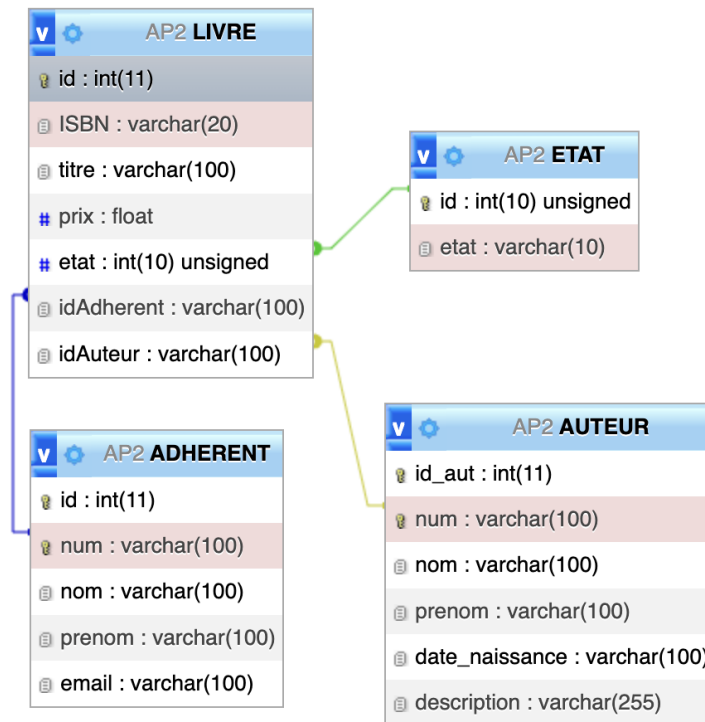 v AP2 LIVRE
id : int(11)
ISBN : varchar(20)
titre : varchar(100)
# prix : float
# etat : int(10) unsigned
idAdherent : varchar(100)
idAuteur : varchar(100)
v AP2 ETAT
id : int(10) unsigned
etat : varchar(10)
v AP2 ADHERENT
id : int(11)
num : varchar(100)
nom : varchar(100)
prenom : varchar(100)
email : varchar(100)
v AP2 AUTEUR
id_aut : int(11)
num : varchar(100)
nom : varchar(100)
prenom : varchar(100)
date_naissance : varchar(100)
description : varchar(255)